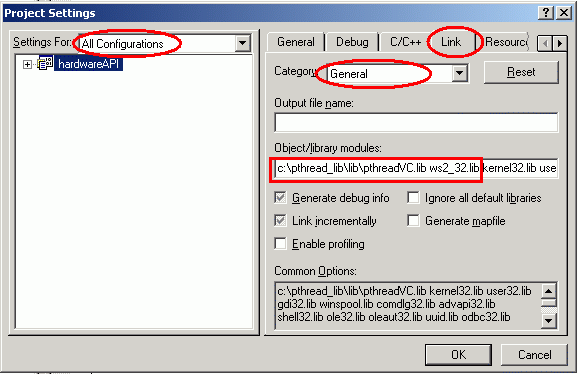 Project Settings
Settings For: All Configurations
hardwareAPI
General Debug C/C++ Link Resource
Category: General Reset
Output file name:
Object/library modules:
c:\pthread_lib\lib\pthreadVC.lib ws2_32.lib kernel32.lib use
Generate debug info Ignore all default libraries
Link incrementally Generate mapfile
Enable profiling
Common Options:
c:\pthread_lib\lib\pthreadVC.lib kernel32.lib user32.lib
gdi32.lib winspool.lib comdlg32.lib advapi32.lib
shell32.lib ole32.lib oleaut32.lib uuid.lib odbc32.lib
OK Cancel